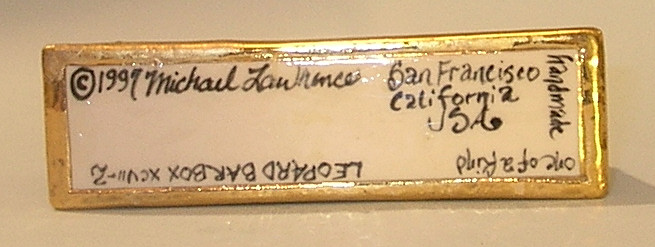 ©1997 Michael Lawrence
San Francisco
California
USA
handmade
one of a kind
LEOPARD BAR BOX XCVII-Z